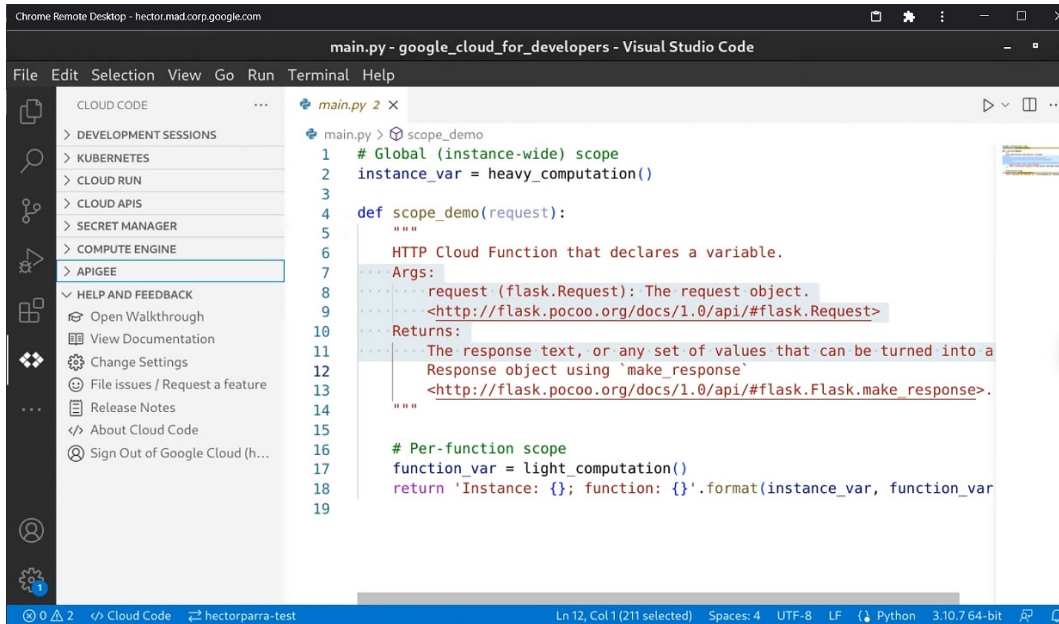 Chrome Remote Desktop - hector.mad.corp.google.com
main.py - google_cloud_for_developers - Visual Studio Code
File Edit Selection View Go Run Terminal Help
CLOUD CODE
DEVELOPMENT SESSIONS
KUBERNETES
CLOUD RUN
CLOUD APIS
SECRET MANAGER
COMPUTE ENGINE
APIGEE
HELP AND FEEDBACK
Open Walkthrough
View Documentation
Change Settings
File issues / Request a feature
Release Notes
About Cloud Code
Sign Out of Google Cloud (h...
1
main.py 2
main.py > scope_demo
1 # Global (instance-wide) scope
2 instance_var = heavy_computation()
3
4 def scope_demo(request):
5 """
6 HTTP Cloud Function that declares a variable.
7 Args:
8 request (flask.Request): The request object.
9 <http://flask.pocoo.org/docs/1.0/api/#flask.Request>
10 Returns:
11 The response text, or any set of values that can be turned into a
12 Response object using `make_response`
13 <http://flask.pocoo.org/docs/1.0/api/#flask.Flask.make_response>.
14 """
15
16 # Per-function scope
17 function_var = light_computation()
18 return 'Instance: {}; function: {}'.format(instance_var, function_var
19
0 2 Cloud Code hectorparra-test Ln 12, Col 1 (211 selected) Spaces: 4 UTF-8 LF Python 3.10.7 64-bit